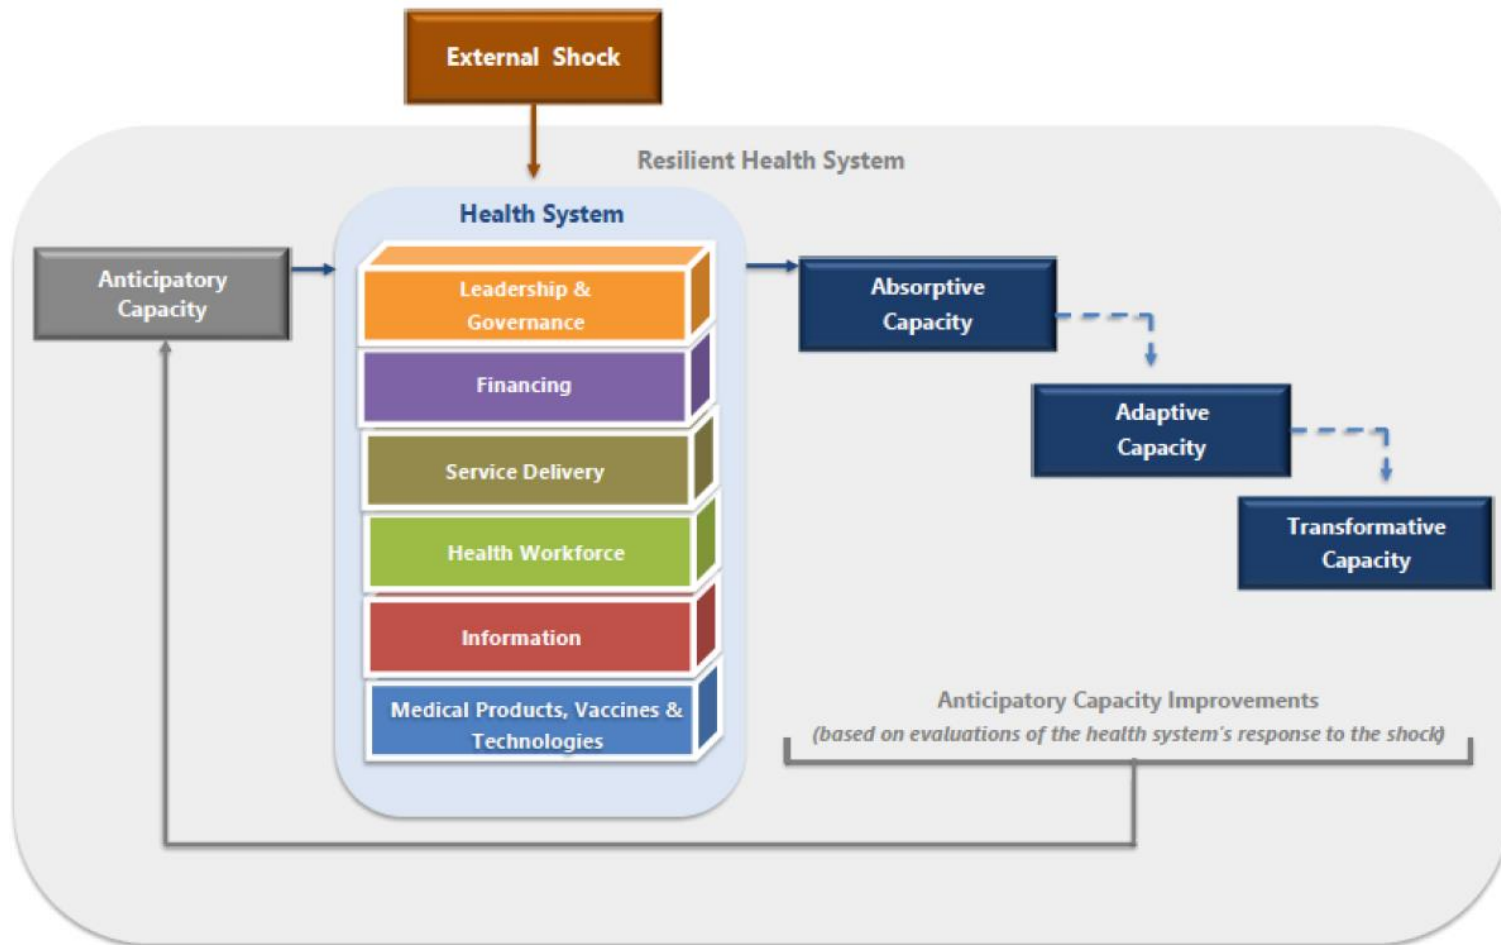 External Shock
Resilient Health System
Health System
Anticipatory
Capacity
Leadership &
Governance
Financing
Service Delivery
Health Workforce
Information
Medical Products, Vaccines &
Technologies
Absorptive
Capacity
Adaptive
Capacity
Transformative
Capacity
Anticipatory Capacity Improvements
(based on evaluations of the health system's response to the shock)